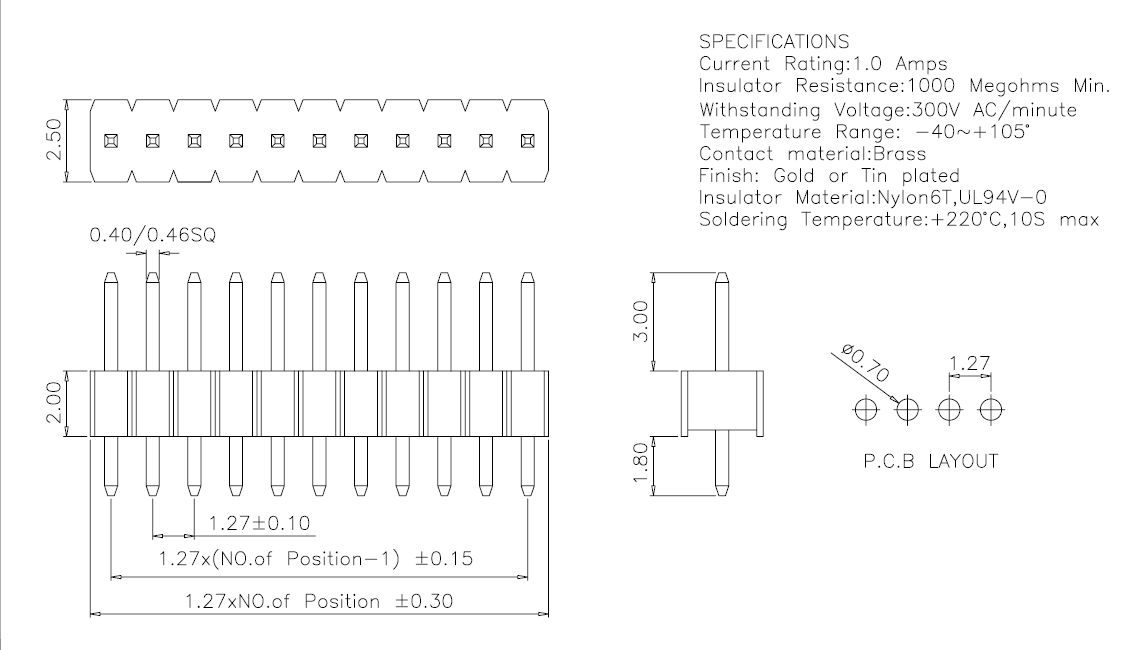 SPECIFICATIONS
Current Rating:1.0 Amps
Insulator Resistance:1000 Megohms Min.
Withstanding Voltage:300V AC/minute
Temperature Range: -40~+105°
Contact material:Brass
Finish: Gold or Tin plated
Insulator Material:Nylon6T,UL94V-0
Soldering Temperature:+220°C,10S max
2.50
0.40/0.46SQ
3.00
2.00
1.80
ø0.70
1.27
P.C.B LAYOUT
1.27±0.10
1.27x(NO.of Position-1) ±0.15
1.27xNO.of Position ±0.30